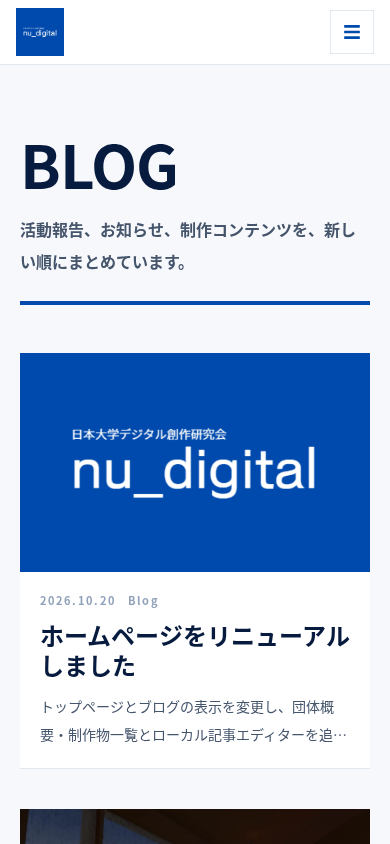 nu_digital
BLOG
活動報告、お知らせ、制作コンテンツを、新し
い順にまとめています。
日本大学デジタル創作研究会
nu_digital
2026.10.20 Blog
ホームページをリニューアル
しました
トップページとブログの表示を変更し、団体概
要・制作物一覧とローカル記事エディターを追…